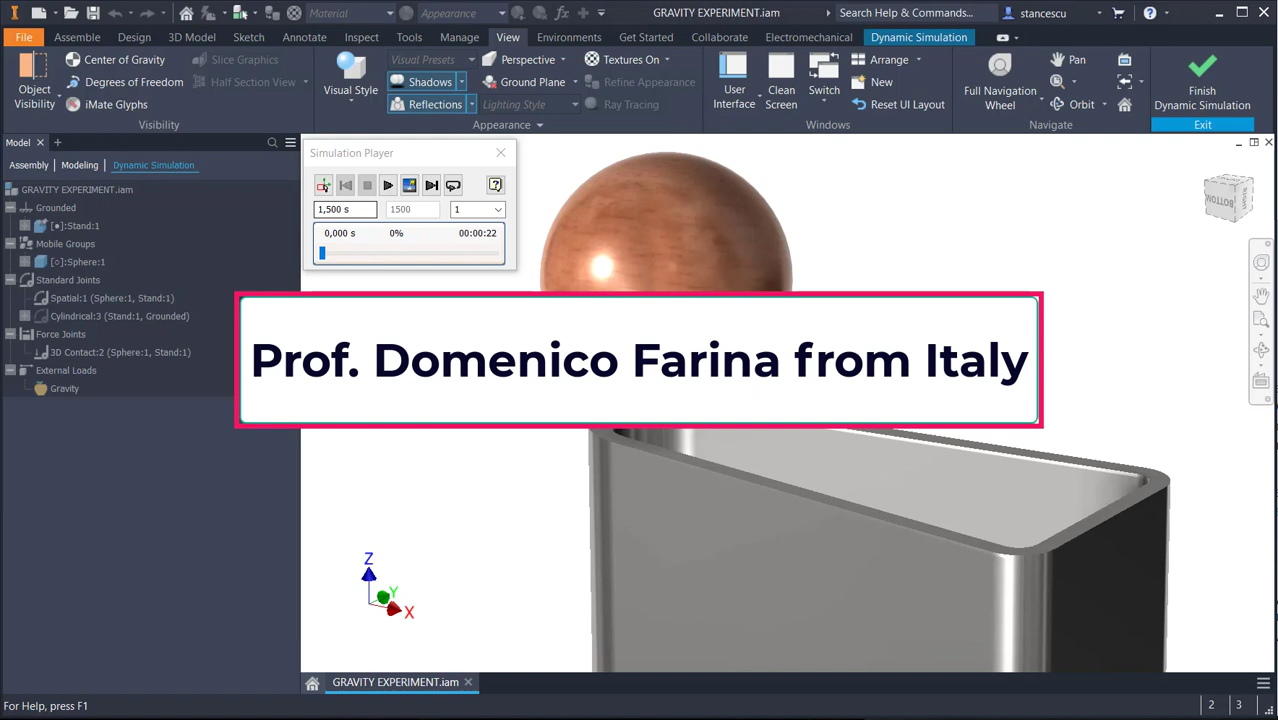 Material
Appearance
GRAVITY EXPERIMENT.iam
Search Help & Commands...
stancescu
File
Assemble
Design
3D Model
Sketch
Annotate
Inspect
Tools
Manage
View
Environments
Get Started
Collaborate
Electromechanical
Dynamic Simulation
Object
Visibility
Center of Gravity
Degrees of Freedom
iMate Glyphs
Slice Graphics
Half Section View
Visibility
Visual Style
Visual Presets
Shadows
Reflections
Perspective
Ground Plane
Lighting Style
Textures On
Refine Appearance
Ray Tracing
Appearance
User
Interface
Clean
Screen
Switch
Arrange
New
Reset UI Layout
Windows
Full Navigation
Wheel
Pan
Orbit
Navigate
Finish
Dynamic Simulation
Exit
Model
Assembly
Modeling
Dynamic Simulation
GRAVITY EXPERIMENT.iam
Grounded
[●]Stand:1
Mobile Groups
[○]Sphere:1
Standard Joints
Spatial:1 (Sphere:1, Stand:1)
Cylindrical:3 (Stand:1, Grounded)
Force Joints
3D Contact:2 (Sphere:1, Stand:1)
External Loads
Gravity
Simulation Player
1,500 s
1500
1
0,000 s
0%
00:00:22
BOTTOM
Prof. Domenico Farina from Italy
Z
Y
X
GRAVITY EXPERIMENT.iam
For Help, press F1
2
3